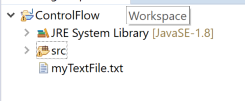 ControlFlow
Workspace
JRE System Library [JavaSE-1.8]
src
myTextFile.txt